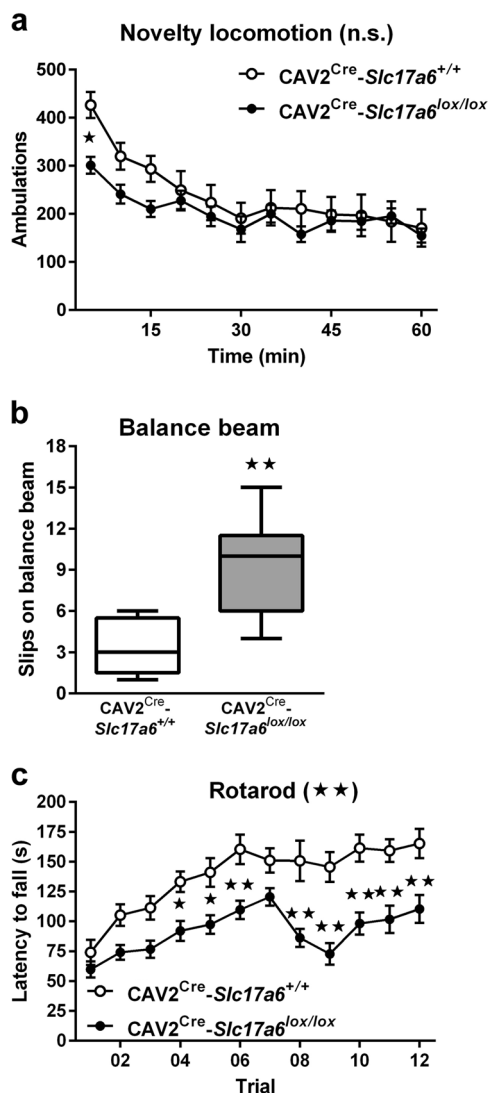 a
Novelty locomotion (n.s.)
CAV2Cre-Slc17a6+/+
CAV2Cre-Slc17a6lox/lox
500
400
300
200
100
0
★
Ambulations
15 30 45 60
Time (min)
b
Balance beam
★★
18
15
12
9
6
3
0
Slips on balance beam
CAV2Cre-
Slc17a6+/+
CAV2Cre-
Slc17a6lox/lox
c
Rotarod (★★)
200
175
150
125
100
75
50
25
0
Latency to fall (s)
★ ★ ★★ ★★ ★★ ★★ ★★ ★★
CAV2Cre-Slc17a6+/+
CAV2Cre-Slc17a6lox/lox
02 04 06 08 10 12
Trial